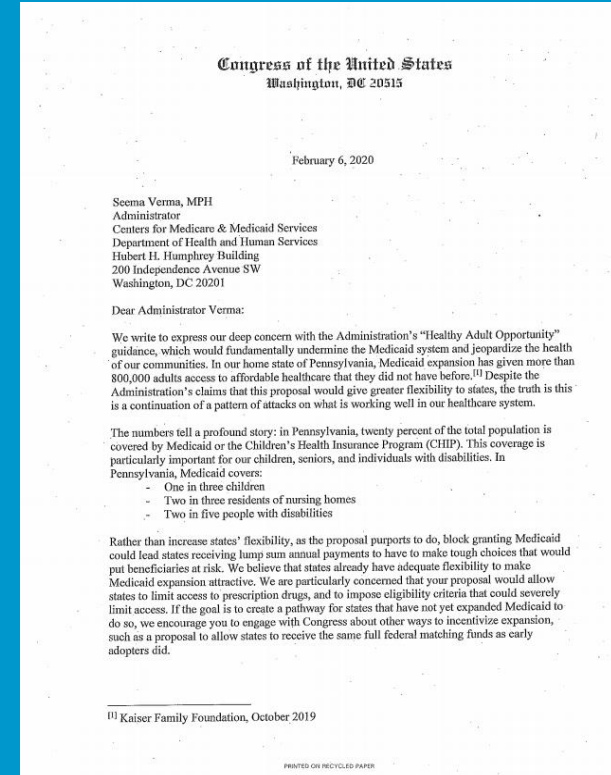 Congress of the United States
Washington, DC 20515
February 6, 2020
Seema Verma, MPH
Administrator
Centers for Medicare & Medicaid Services
Department of Health and Human Services
Hubert H. Humphrey Building
200 Independence Avenue SW
Washington, DC 20201
Dear Administrator Verma:
We write to express our deep concern with the Administration's “Healthy Adult Opportunity”
guidance, which would fundamentally undermine the Medicaid system and jeopardize the health
of our communities. In our home state of Pennsylvania, Medicaid expansion has given more than
800,000 adults access to affordable healthcare that they did not have before.[1] Despite the
Administration's claims that this proposal would give greater flexibility to states, the truth is this
is a continuation of a pattern of attacks on what is working well in our healthcare system.
The numbers tell a profound story: in Pennsylvania, twenty percent of the total population is
covered by Medicaid or the Children's Health Insurance Program (CHIP). This coverage is
particularly important for our children, seniors, and individuals with disabilities. In
Pennsylvania, Medicaid covers:
- One in three children
- Two in three residents of nursing homes
- Two in five people with disabilities
Rather than increase states' flexibility, as the proposal purports to do, block granting Medicaid
could lead states receiving lump sum annual payments to have to make tough choices that would
put beneficiaries at risk. We believe that states already have adequate flexibility to make
Medicaid expansion attractive. We are particularly concerned that your proposal would allow
states to limit access to prescription drugs, and to impose eligibility criteria that could severely
limit access. If the goal is to create a pathway for states that have not yet expanded Medicaid to
do so, we encourage you to engage with Congress about other ways to incentivize expansion,
such as a proposal to allow states to receive the same full federal matching funds as early
adopters did.
[1] Kaiser Family Foundation, October 2019
PRINTED ON RECYCLED PAPER